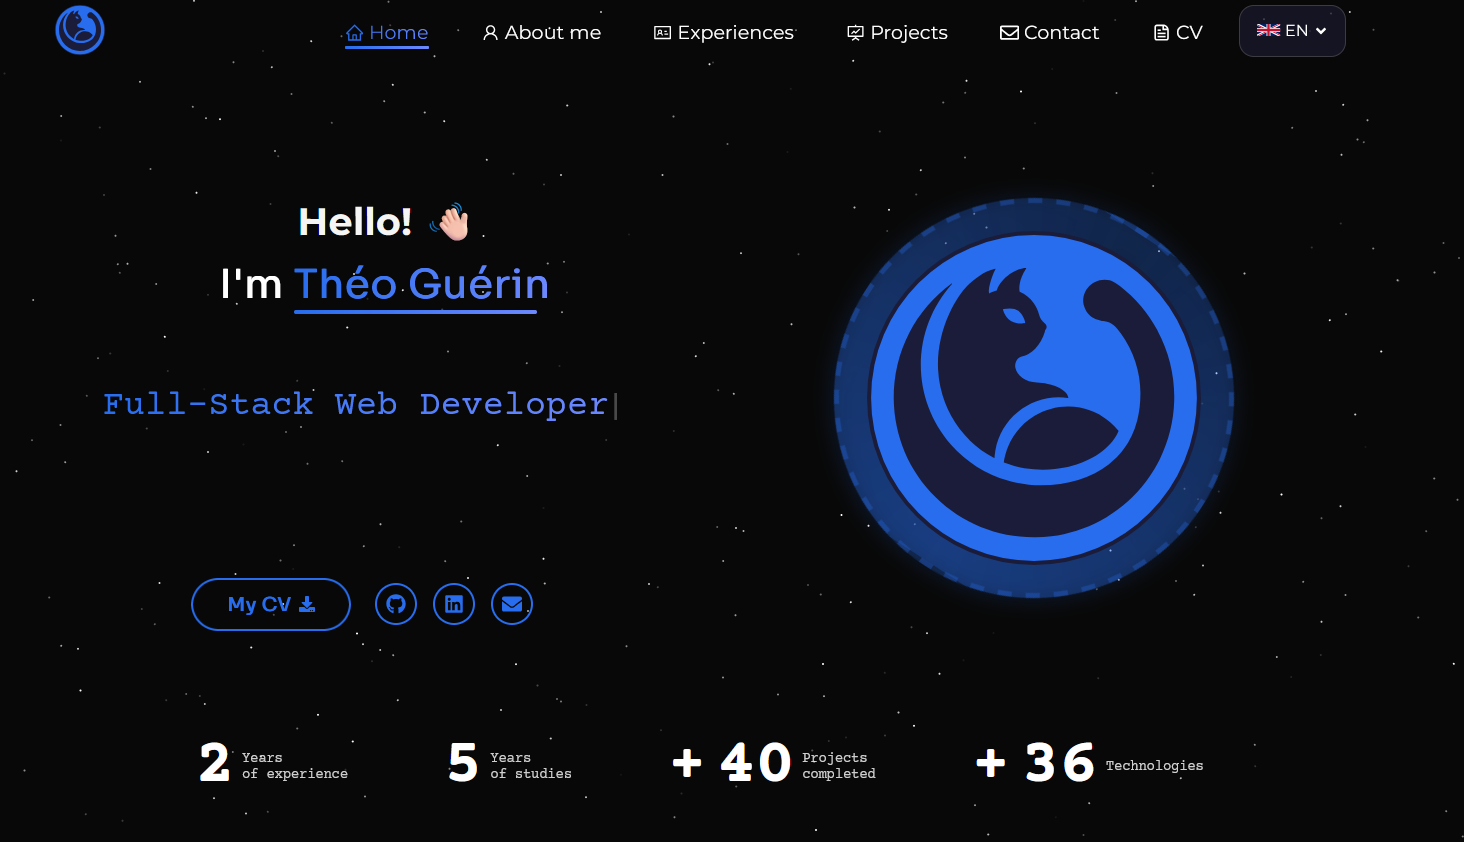 Home
About me
Experiences
Projects
Contact
CV
EN
Hello!
I'm Théo Guérin
Full-Stack Web Developer|
My CV
2 Years
of experience
5 Years
of studies
+ 40 Projects
completed
+ 36 Technologies